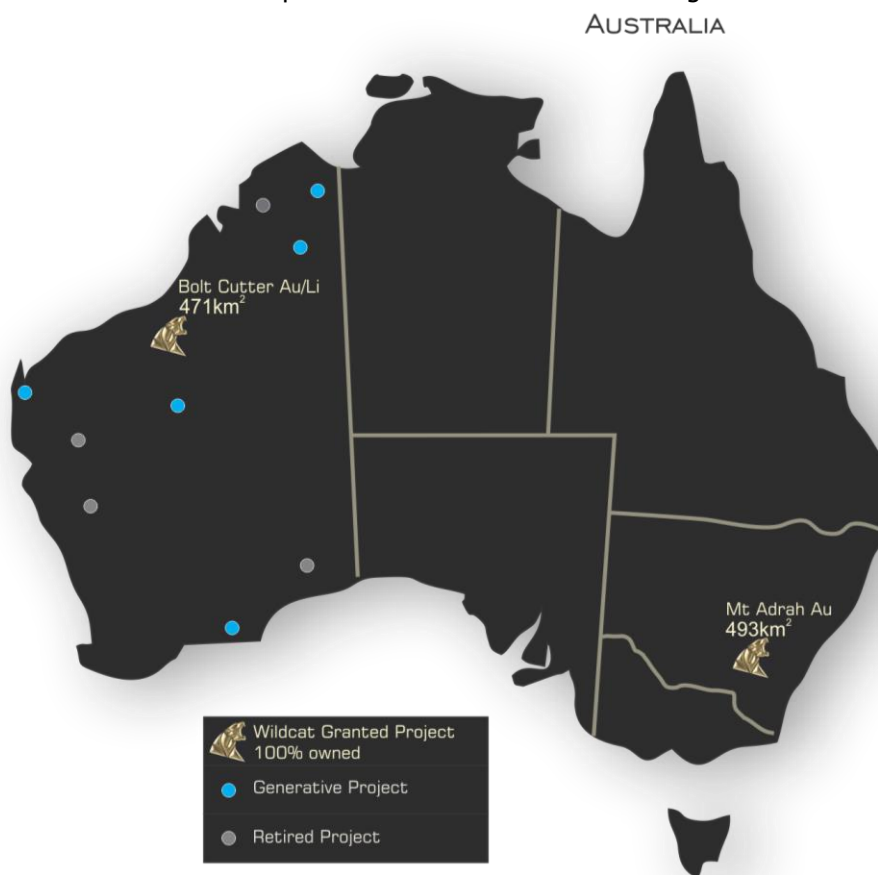 AUSTRALIA
Bolt Cutter Au/Li
471km²
Mt Adrah Au
493km²
Wildcat Granted Project
100% owned
Generative Project
Retired Project